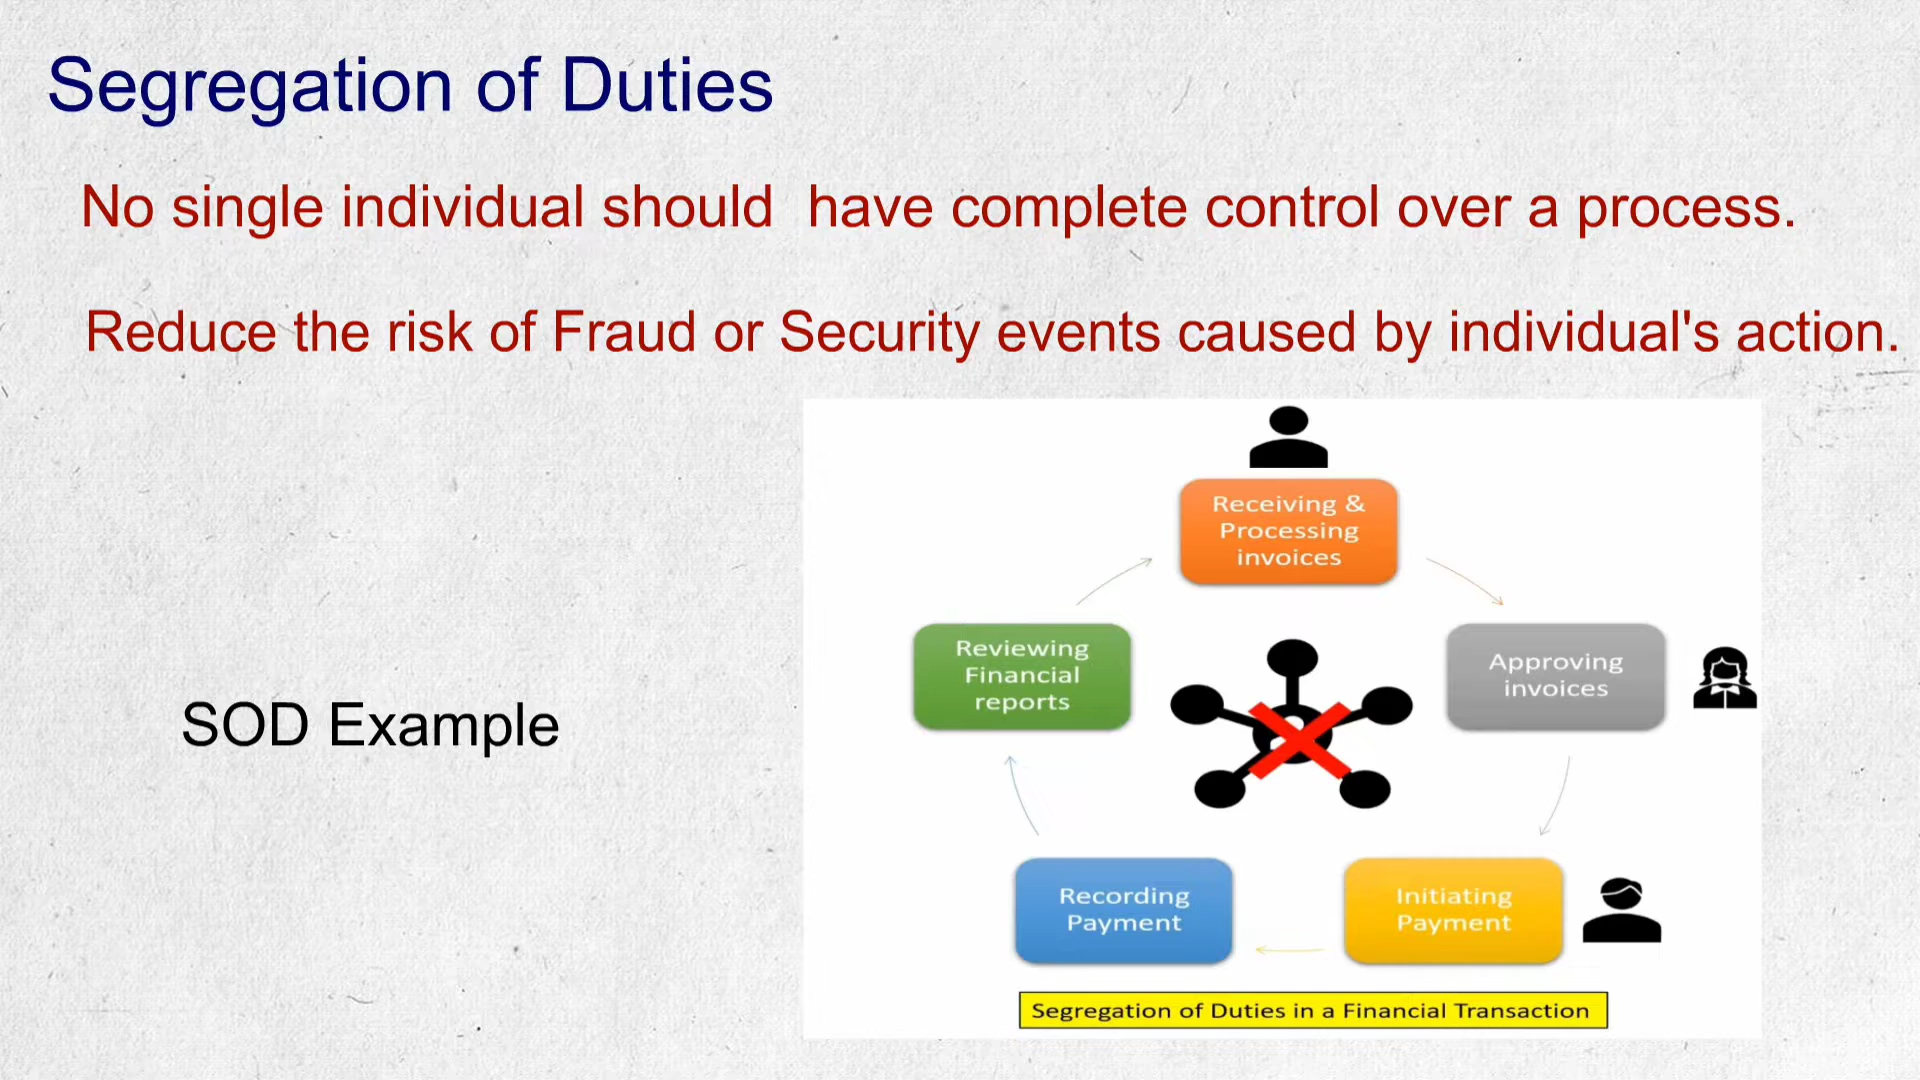 Segregation of Duties
No single individual should  have complete control over a process.
Reduce the risk of Fraud or Security events caused by individual's action.
Receiving &
Processing
invoices
Reviewing
Financial
reports
Approving
invoices
SOD Example
Recording
Payment
Initiating
Payment
Segregation of Duties in a Financial Transaction